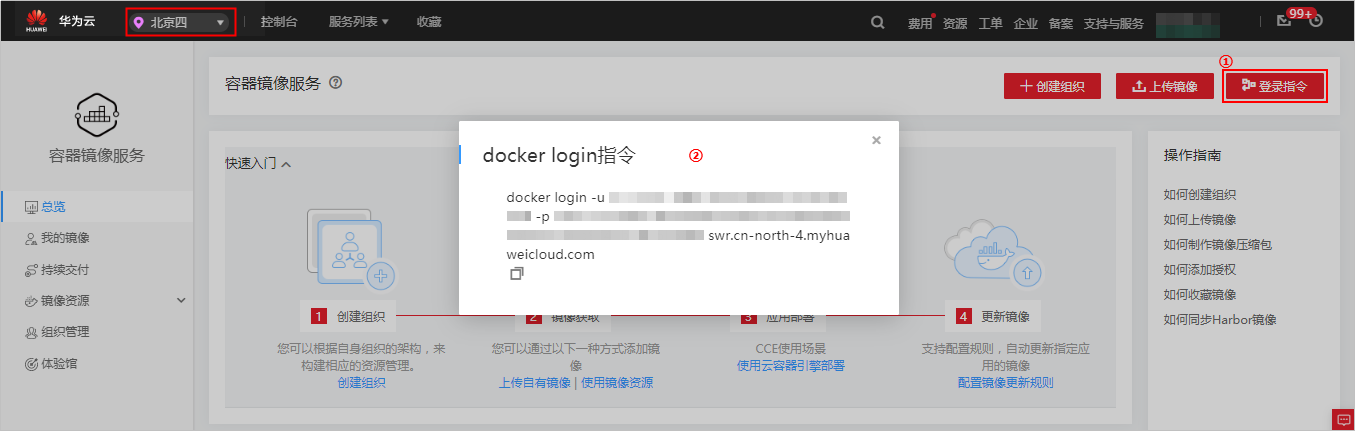 HUAWEI
华为云
北京四
控制台
服务列表
收藏
费用
资源
工单
企业
备案
支持与服务
99+
容器镜像服务
总览
我的镜像
持续交付
镜像资源
组织管理
体验馆
容器镜像服务
创建组织
上传镜像
①
登录指令
快速入门
docker login指令
②
docker login -u
-p
swr.cn-north-4.myhua
weicloud.com
1 创建组织
您可以根据自身组织的架构，来
构建相应的资源管理。
创建组织
2 镜像获取
您可以通过以下一种方式添加镜
像
上传自有镜像 | 使用镜像资源
3 应用部署
CCE使用场景
使用云容器引擎部署
4 更新镜像
支持配置规则，自动更新指定应
用的镜像
配置镜像更新规则
操作指南
如何创建组织
如何上传镜像
如何制作镜像压缩包
如何添加授权
如何收藏镜像
如何同步Harbor镜像